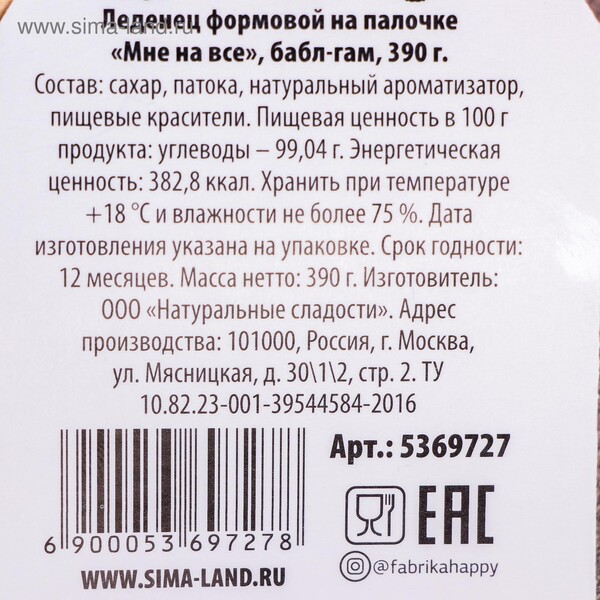 www.sima-land.ru
Леденец формовой на палочке
«Мне на все», бабл-гам, 390 г.
Состав: сахар, патока, натуральный ароматизатор,
пищевые красители. Пищевая ценность в 100 г
продукта: углеводы – 99,04 г. Энергетическая
ценность: 382,8 ккал. Хранить при температуре
+18 °С и влажности не более 75 %. Дата
изготовления указана на упаковке. Срок годности:
12 месяцев. Масса нетто: 390 г. Изготовитель:
ООО «Натуральные сладости». Адрес
производства: 101000, Россия, г. Москва,
ул. Мясницкая, д. 30\1\2, стр. 2. ТУ
10.82.23-001-39544584-2016
Арт.: 5369727
EAC
6 900053 697278
@fabrikahappy
WWW.SIMA-LAND.RU